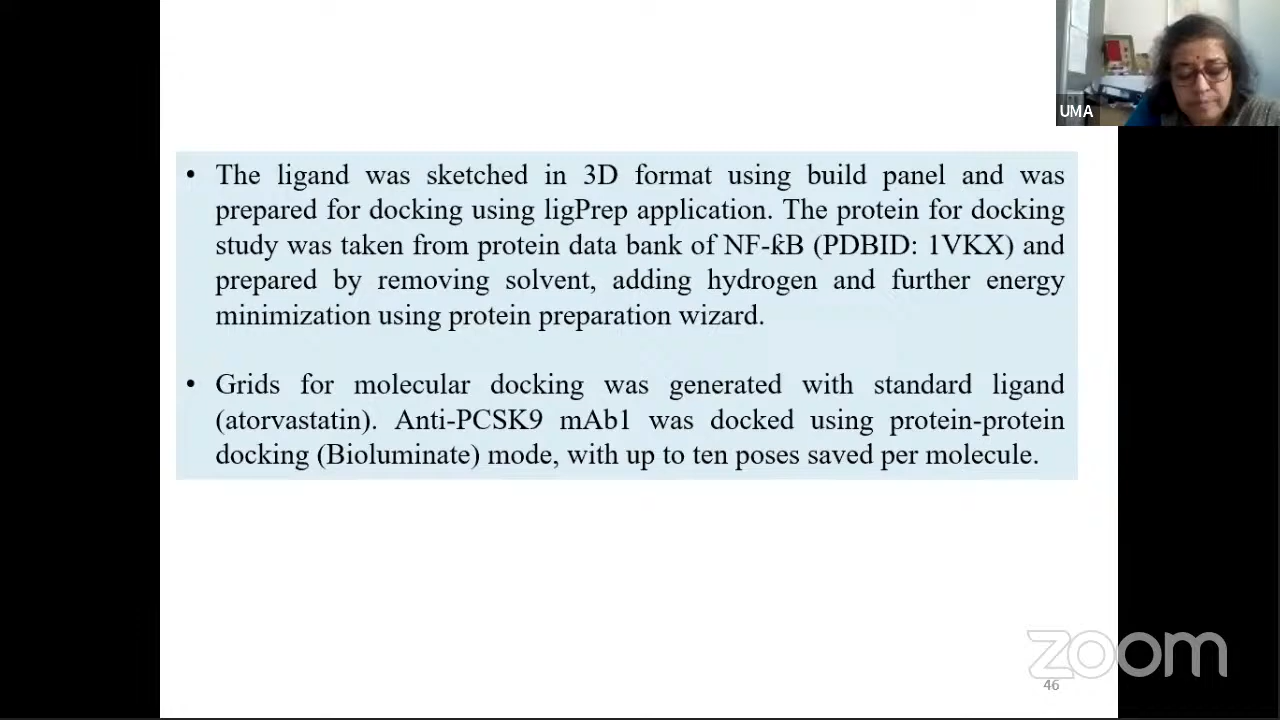 UMA
• The ligand was sketched in 3D format using build panel and was
prepared for docking using ligPrep application. The protein for docking
study was taken from protein data bank of NF-ƙB (PDBID: 1VKX) and
prepared by removing solvent, adding hydrogen and further energy
minimization using protein preparation wizard.
• Grids for molecular docking was generated with standard ligand
(atorvastatin). Anti-PCSK9 mAb1 was docked using protein-protein
docking (Bioluminate) mode, with up to ten poses saved per molecule.
zoom
46